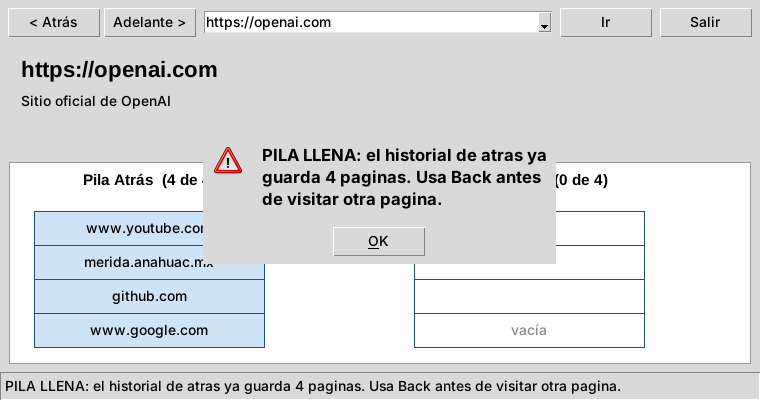 < Atrás Adelante > https://openai.com Ir Salir
https://openai.com
Sitio oficial de OpenAI
PILA LLENA: el historial de atras ya
guarda 4 paginas. Usa Back antes
de visitar otra pagina.
OK
Pila Atrás (4 de
(0 de 4)
www.youtube.com
merida.anahuac.mx
github.com
www.google.com
vacía
PILA LLENA: el historial de atras ya guarda 4 paginas. Usa Back antes de visitar otra pagina.